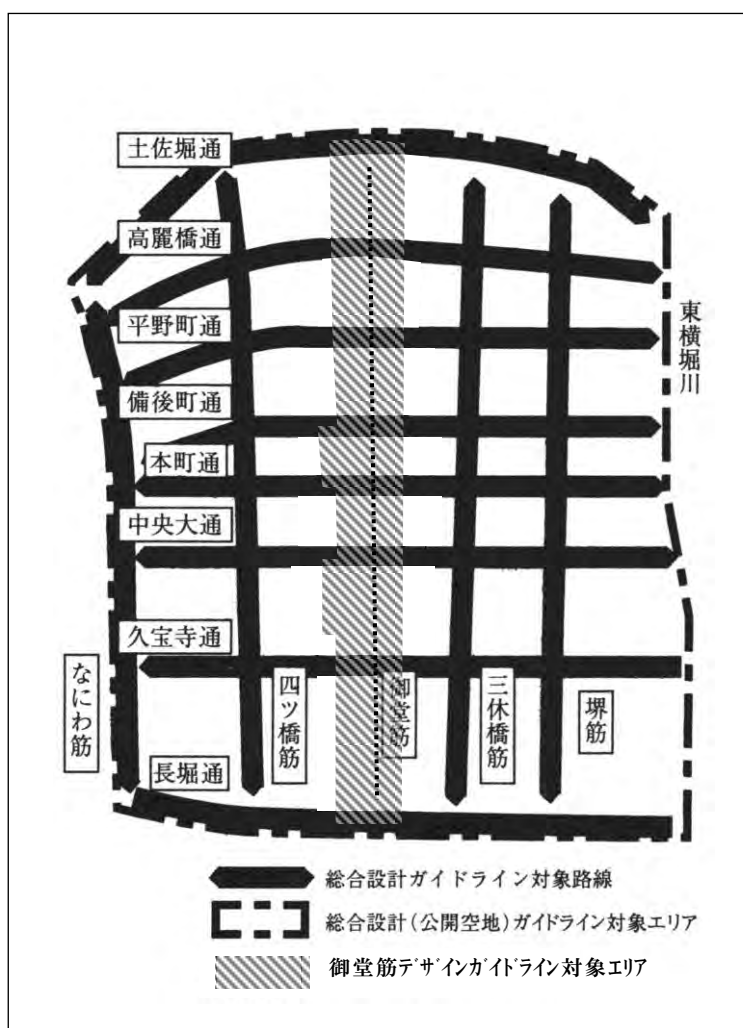 土佐堀通
高麗橋通
平野町通
備後町通
本町通
中央大通
久宝寺通
長堀通
なにわ筋
四ツ橋筋
御堂筋
三休橋筋
堺筋
東横堀川
総合設計ガイドライン対象路線
総合設計(公開空地)ガイドライン対象エリア
御堂筋デザインガイドライン対象エリア